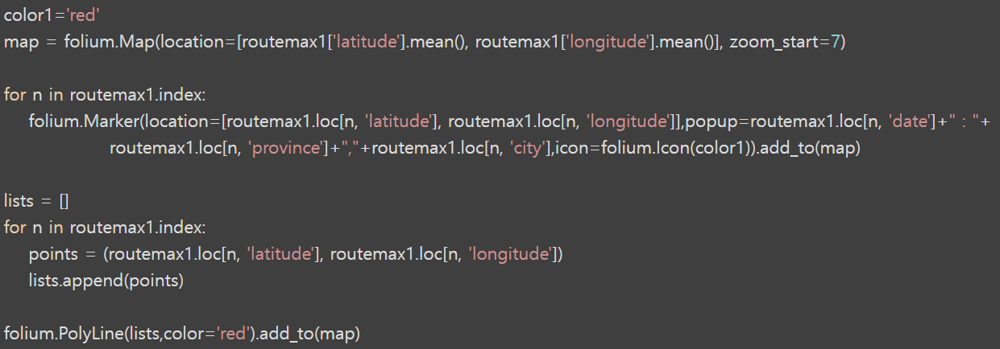 color1='red'
map = folium.Map(location=[routemax1['latitude'].mean(), routemax1['longitude'].mean()], zoom_start=7)
for n in routemax1.index:
folium.Marker(location=[routemax1.loc[n, 'latitude'], routemax1.loc[n, 'longitude']],popup=routemax1.loc[n, 'date']+" : "+
routemax1.loc[n, 'province']+","+routemax1.loc[n, 'city'],icon=folium.Icon(color1)).add_to(map)
lists = []
for n in routemax1.index:
points = (routemax1.loc[n, 'latitude'], routemax1.loc[n, 'longitude'])
lists.append(points)
folium.PolyLine(lists,color='red').add_to(map)